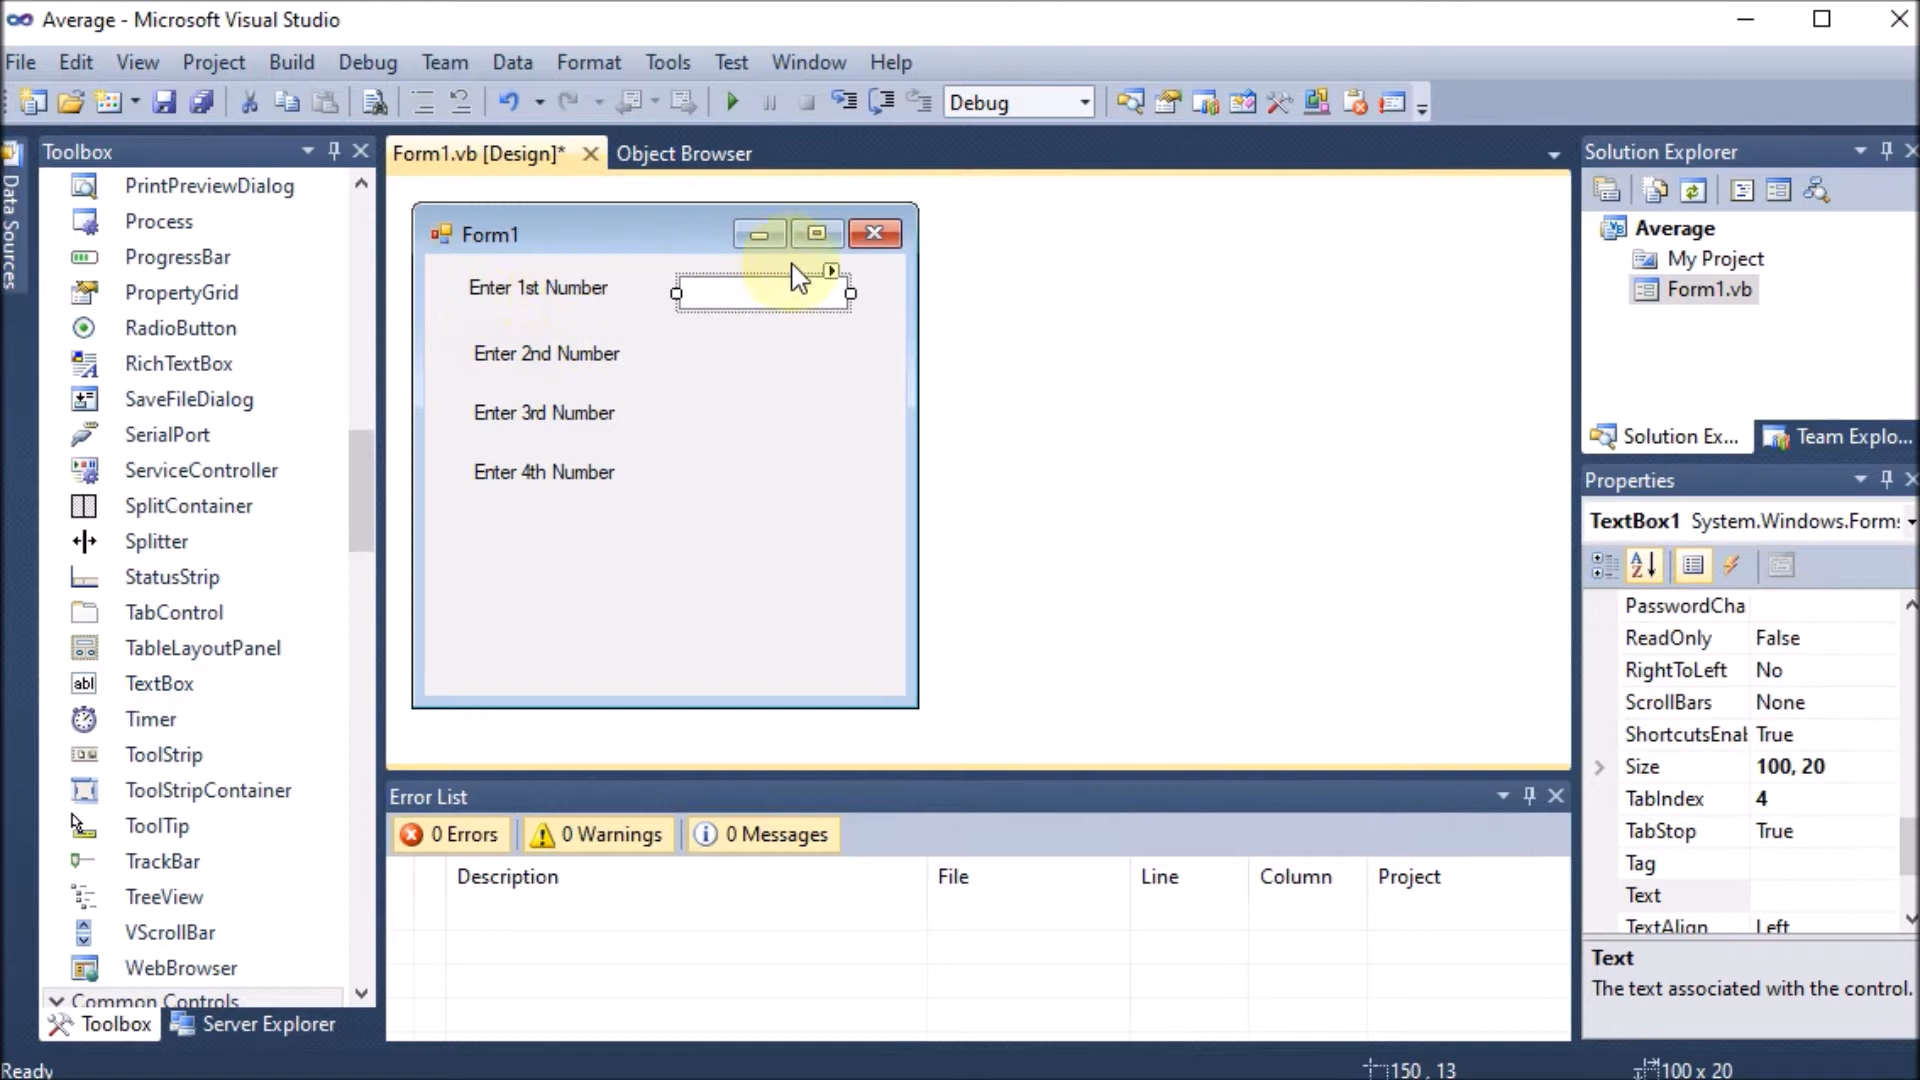 Average - Microsoft Visual Studio
File Edit View Project Build Debug Team Data Format Tools Test Window Help
Debug
Data Sources
Toolbox
PrintPreviewDialog
Process
ProgressBar
PropertyGrid
RadioButton
RichTextBox
SaveFileDialog
SerialPort
ServiceController
SplitContainer
Splitter
StatusStrip
TabControl
TableLayoutPanel
abl TextBox
Timer
ToolStrip
ToolStripContainer
ToolTip
TrackBar
TreeView
VScrollBar
WebBrowser
Common Controls
Toolbox Server Explorer
Form1.vb [Design]* Object Browser
Form1
Enter 1st Number
Enter 2nd Number
Enter 3rd Number
Enter 4th Number
Error List
0 Errors 0 Warnings 0 Messages
Description File Line Column Project
Solution Explorer
Average
My Project
Form1.vb
Solution Ex... Team Explo...
Properties
TextBox1 System.Windows.Form:
PasswordCha
ReadOnly False
RightToLeft No
ScrollBars None
ShortcutsEnal True
Size 100, 20
TabIndex 4
TabStop True
Tag
Text
TextAlign Left
Text
The text associated with the control.
Ready 150 , 13 100 x 20